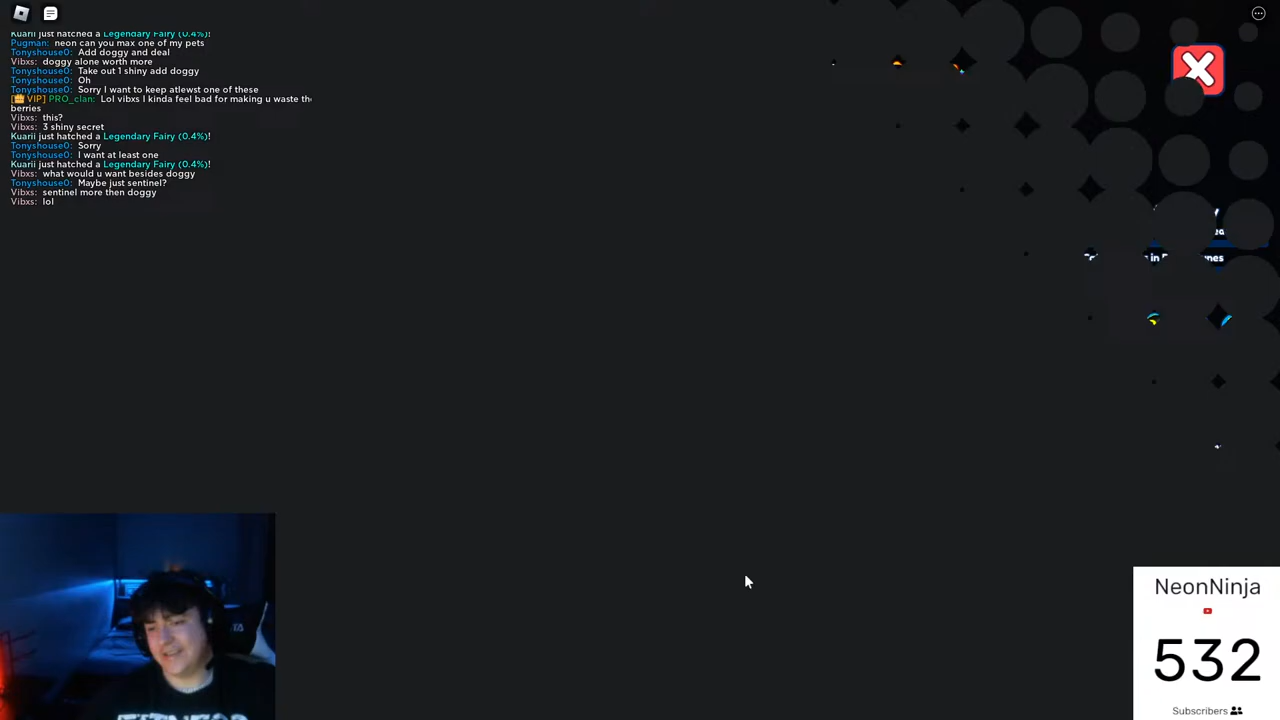 Kuarii just hatched a Legendary Fairy (0.4%)!
Pugman: neon can you max one of my pets
Tonyshouse0: Add doggy and deal
Vibxs: doggy alone worth more
Tonyshouse0: Take out 1 shiny add doggy
Tonyshouse0: Oh
Tonyshouse0: Sorry I want to keep atlewst one of these
[VIP] PRO_clan: Lol vibxs I kinda feel bad for making u waste the
berries
Vibxs: this?
Vibxs: 3 shiny secret
Kuarii just hatched a Legendary Fairy (0.4%)!
Tonyshouse0: Sorry
Tonyshouse0: I want at least one
Kuarii just hatched a Legendary Fairy (0.4%)!
Vibxs: what would u want besides doggy
Tonyshouse0: Maybe just sentinel?
Vibxs: sentinel more then doggy
Vibxs: lol
in
NeonNinja
532
Subscribers